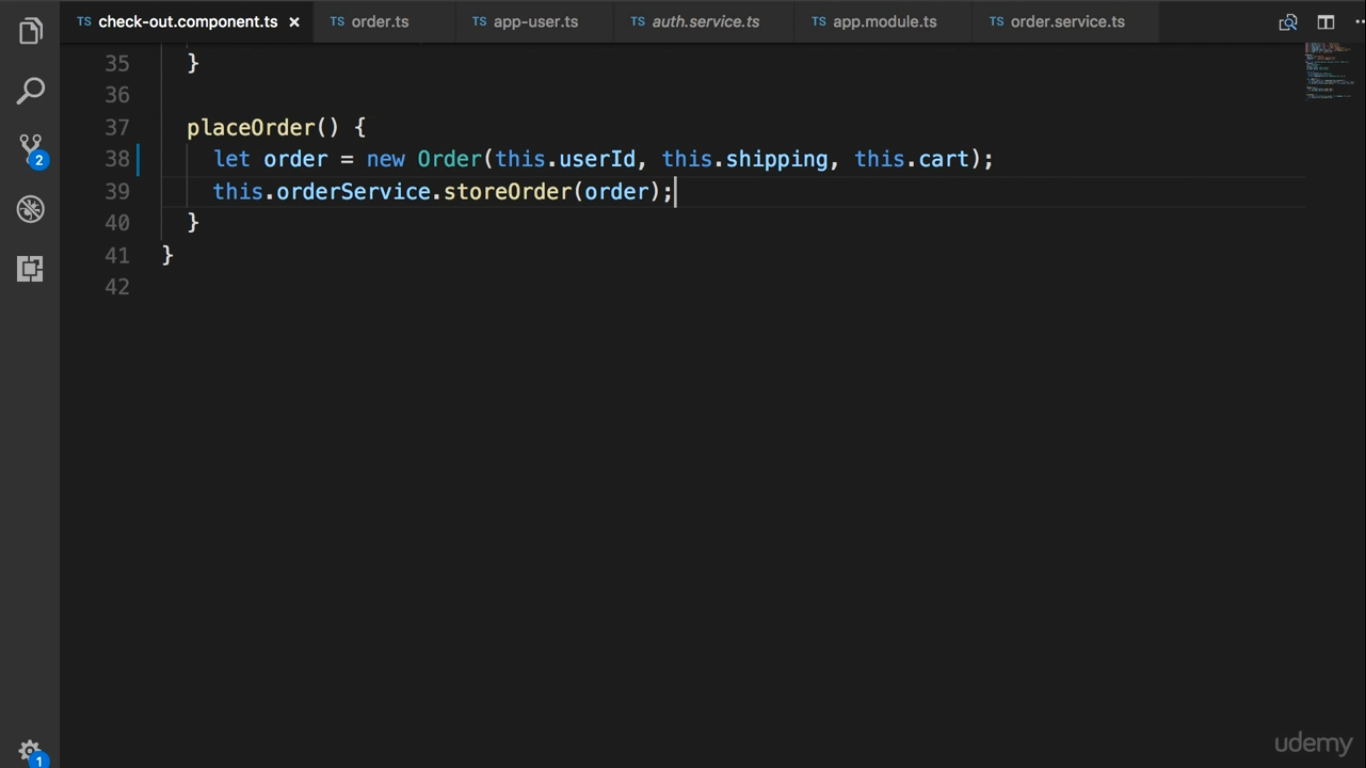 TS check-out.component.ts × TS order.ts TS app-user.ts TS auth.service.ts TS app.module.ts TS order.service.ts
35 }
36
37 placeOrder() {
38 let order = new Order(this.userId, this.shipping, this.cart);
39 this.orderService.storeOrder(order);
40 }
41 }
42
2
1
udemy